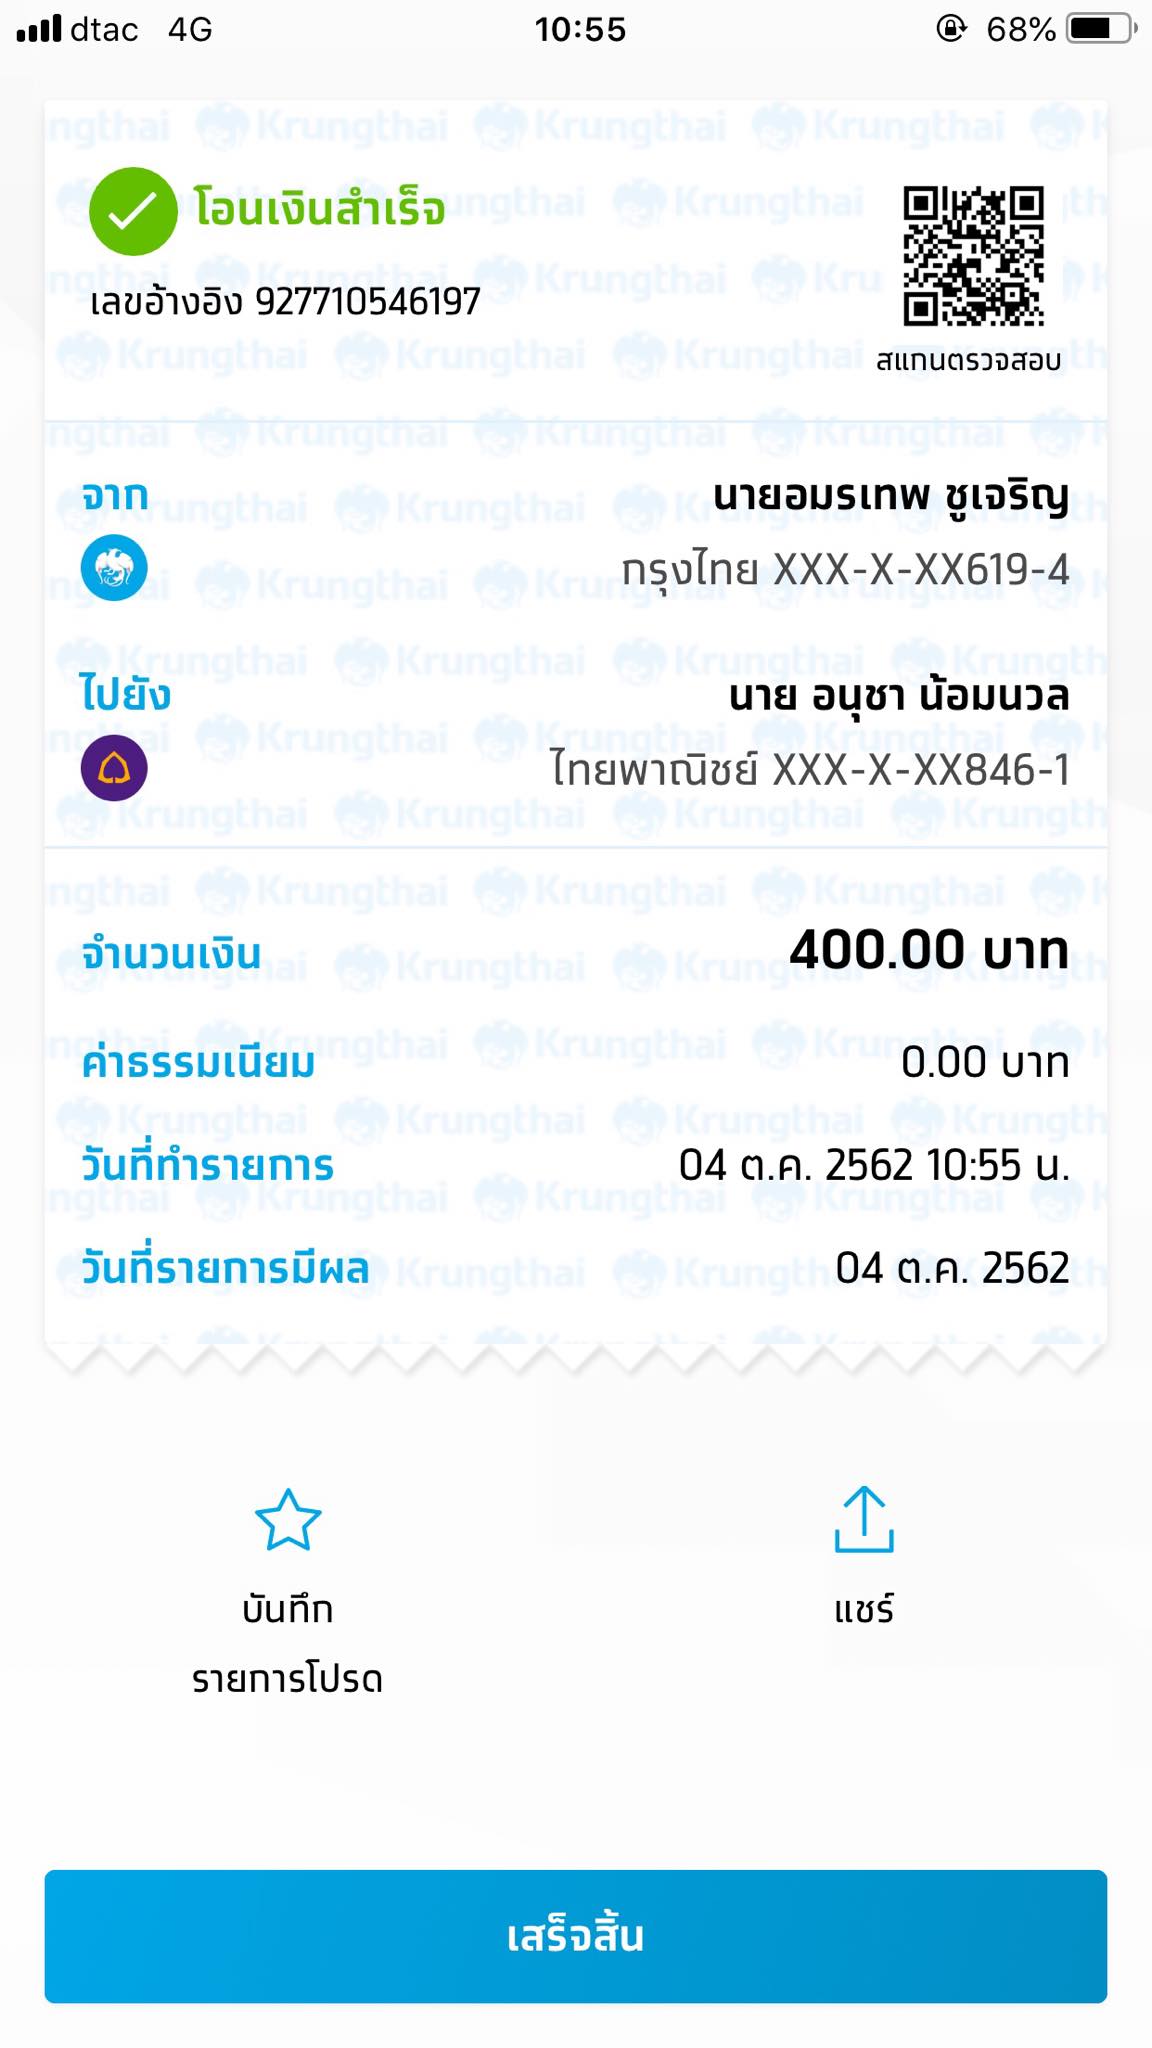 dtac 4G 10:55 68%
โอนเงินสำเร็จ
เลขอ้างอิง 927710546197
สแกนตรวจสอบ
จาก นายอมรเทพ ชูเจริญ
กรุงไทย XXX-X-XX619-4
ไปยัง นาย อนุชา น้อมนวล
ไทยพาณิชย์ XXX-X-XX846-1
จำนวนเงิน 400.00 บาท
ค่าธรรมเนียม 0.00 บาท
วันที่ทำรายการ 04 ต.ค. 2562 10:55 น.
วันที่รายการมีผล 04 ต.ค. 2562
บันทึก แชร์
รายการโปรด
เสร็จสิ้น